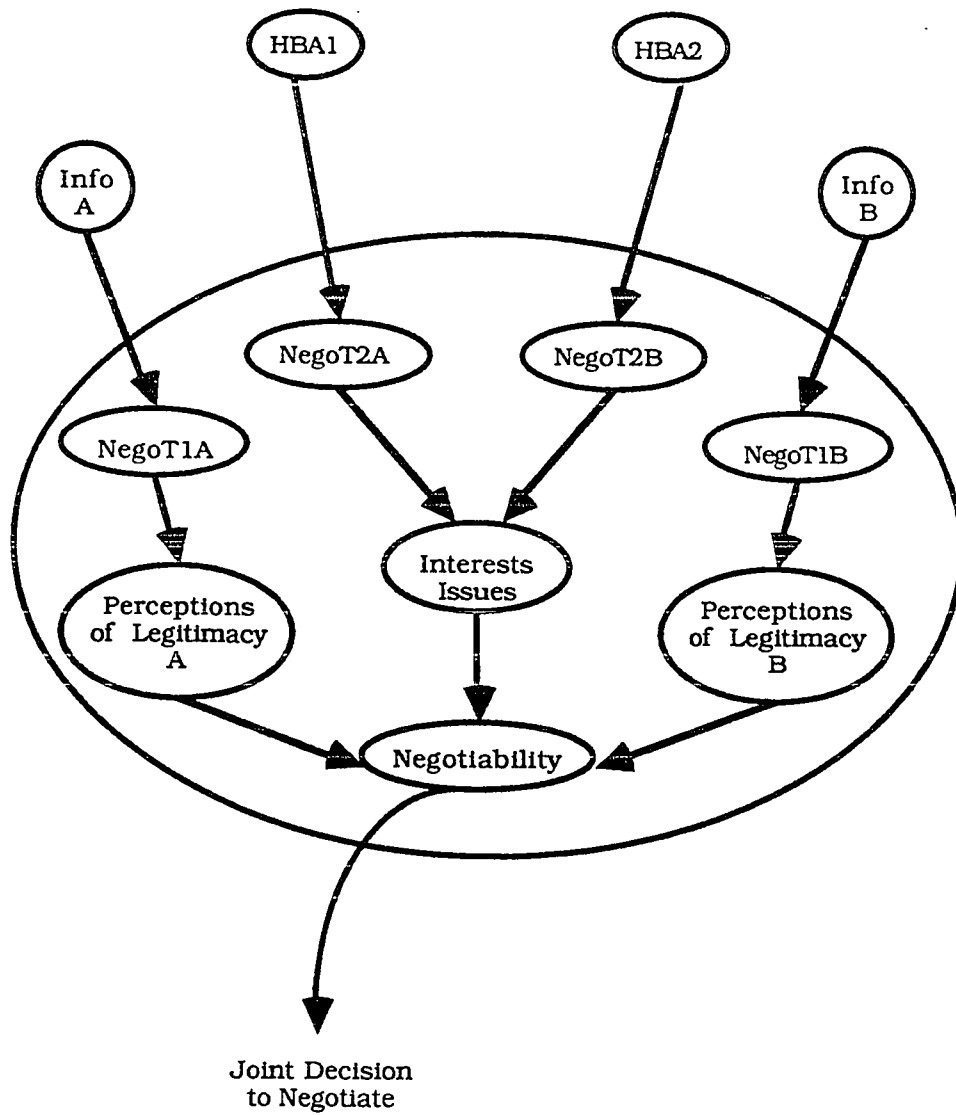 HBA1
HBA2
Info
A
Info
B
NegoT2A
NegoT2B
NegoT1A
NegoT1B
Interests
Issues
Perceptions
of Legitimacy
A
Perceptions
of Legitimacy
B
Negotiability
Joint Decision
to Negotiate